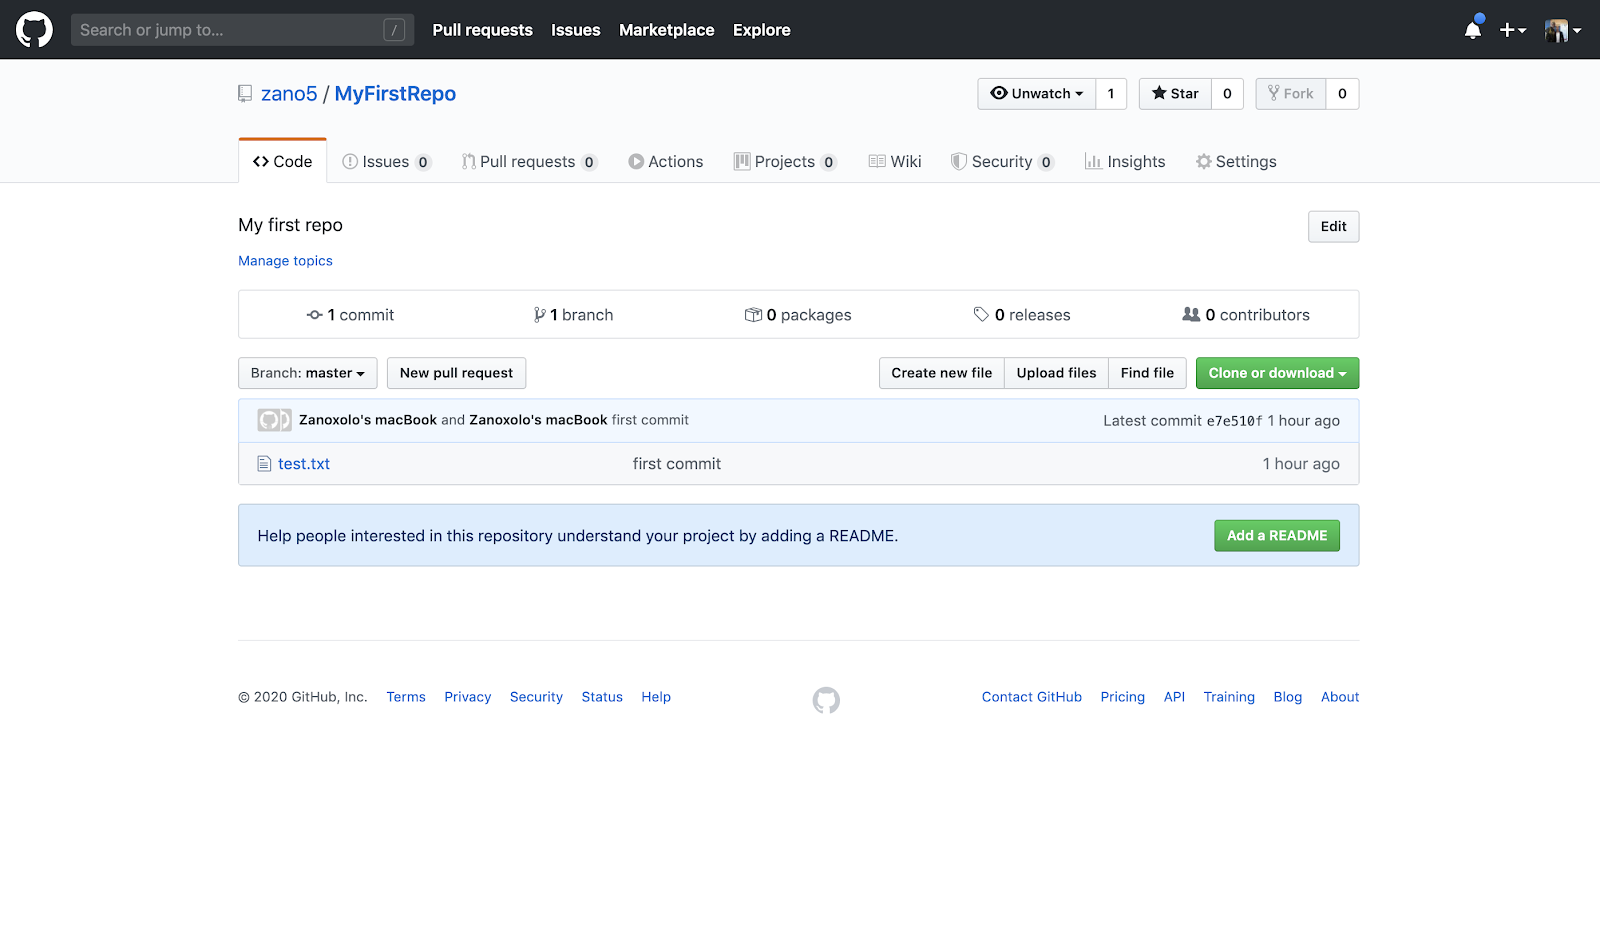 Search or jump to... / Pull requests Issues Marketplace Explore
zano5 / MyFirstRepo Unwatch 1 Star 0 Fork 0
Code Issues 0 Pull requests 0 Actions Projects 0 Wiki Security 0 Insights Settings
My first repo Edit
Manage topics
1 commit 1 branch 0 packages 0 releases 0 contributors
Branch: master New pull request Create new file Upload files Find file Clone or download
Zanoxolo's macBook and Zanoxolo's macBook first commit Latest commit e7e510f 1 hour ago
test.txt first commit 1 hour ago
Help people interested in this repository understand your project by adding a README. Add a README
© 2020 GitHub, Inc. Terms Privacy Security Status Help Contact GitHub Pricing API Training Blog About